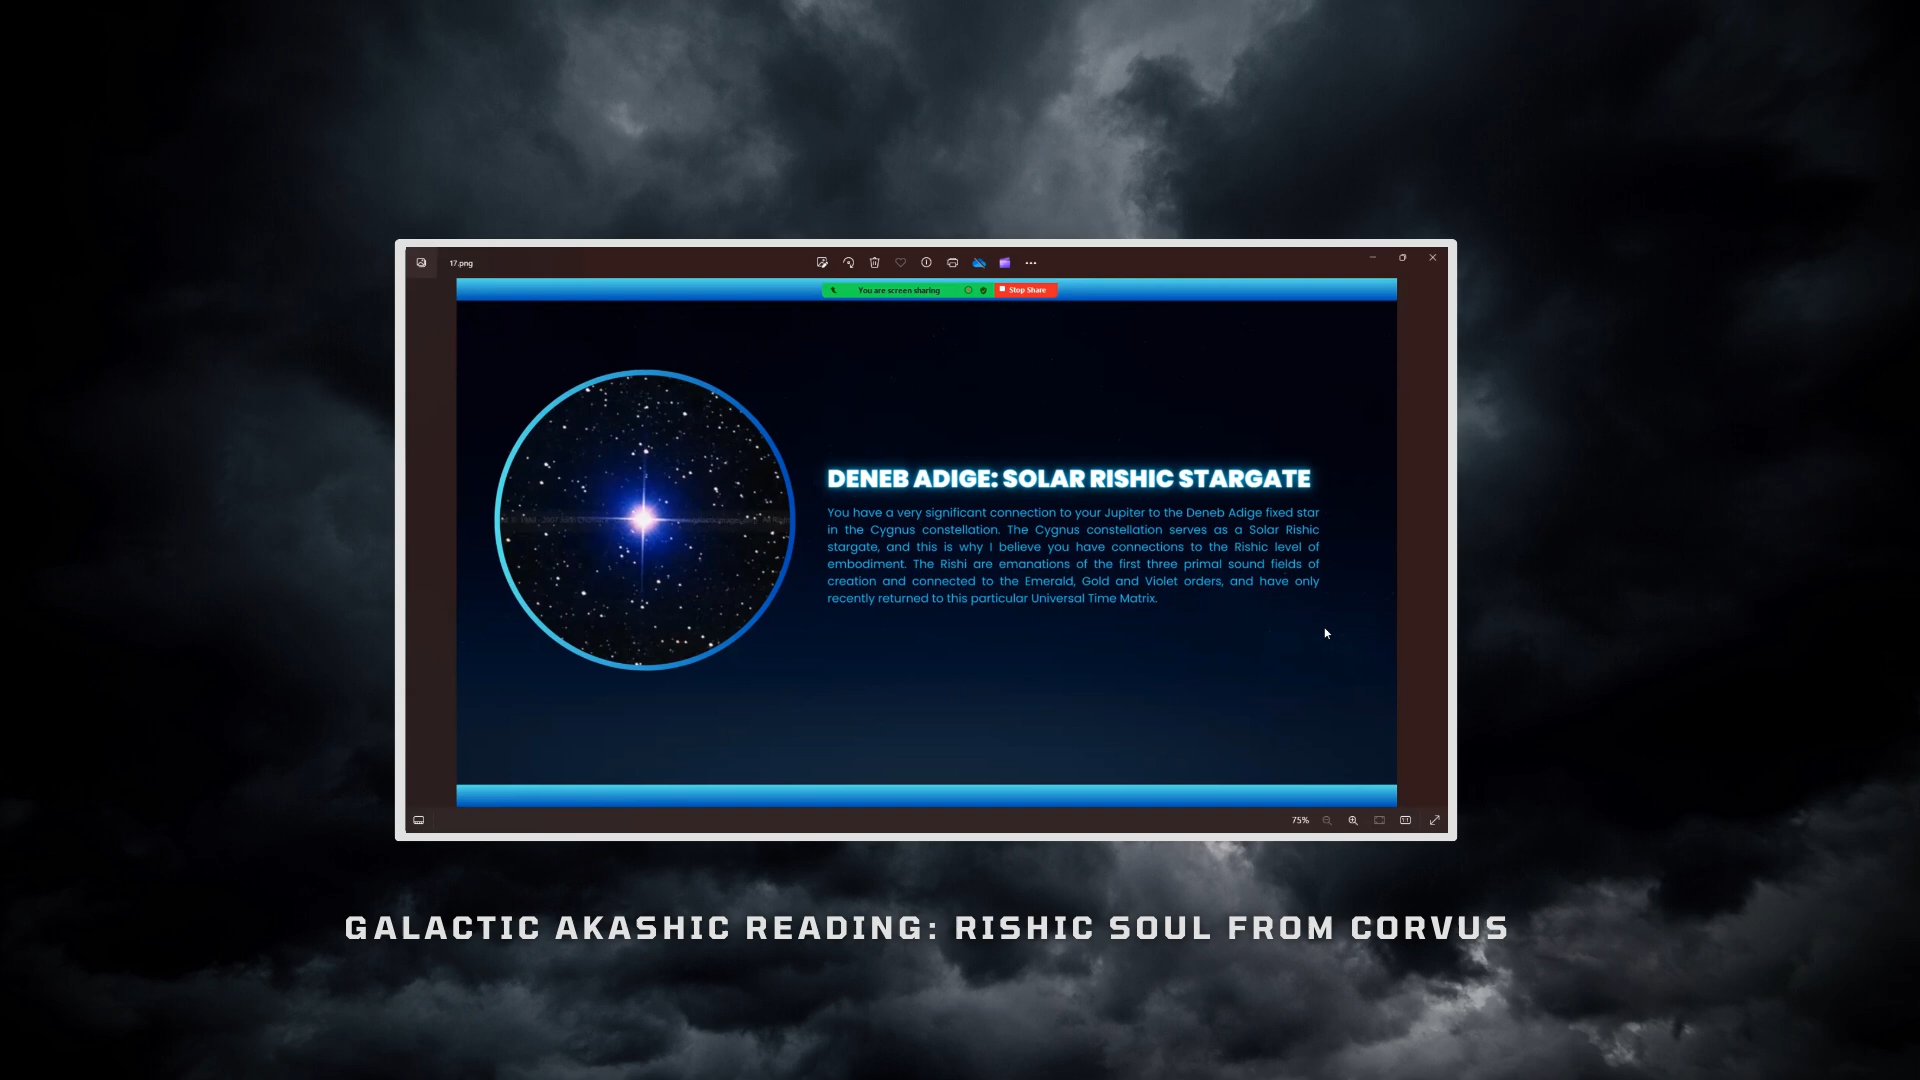 17.png
You are screen sharing
Stop Share
DENEB ADIGE: SOLAR RISHIC STARGATE
You have a very significant connection to your Jupiter to the Deneb Adige fixed star
in the Cygnus constellation. The Cygnus constellation serves as a Solar Rishic
stargate, and this is why I believe you have connections to the Rishic level of
embodiment. The Rishi are emanations of the first three primal sound fields of
creation and connected to the Emerald, Gold and Violet orders, and have only
recently returned to this particular Universal Time Matrix.
75%
GALACTIC AKASHIC READING: RISHIC SOUL FROM CORVUS